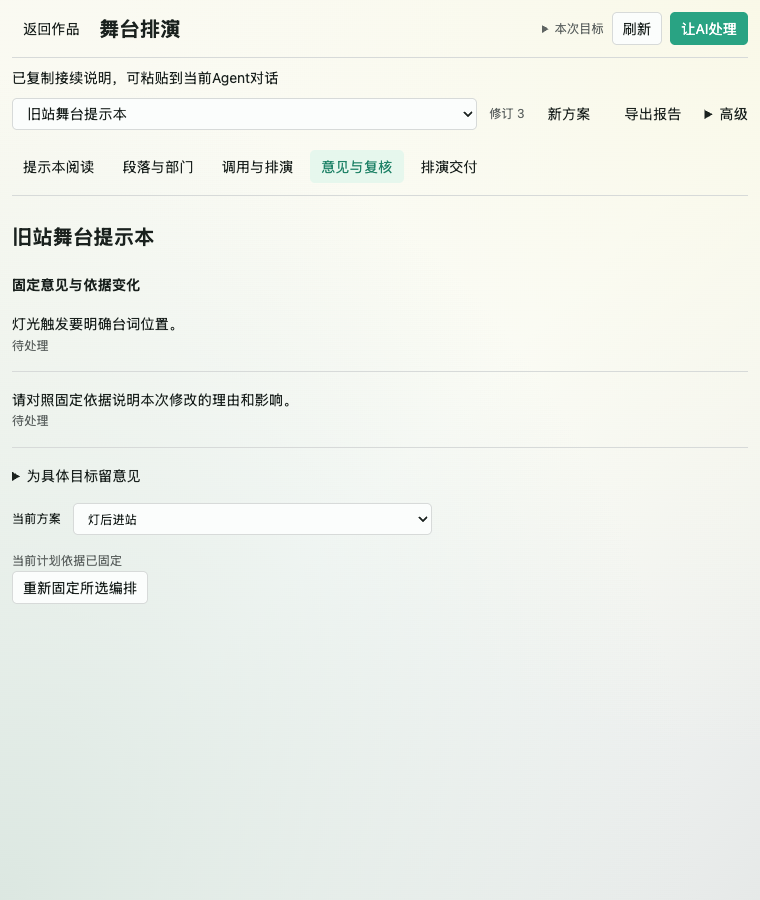 返回作品 舞台排演 ▶ 本次目标 刷新 让AI处理
已复制接续说明，可粘贴到当前Agent对话
旧站舞台提示本 修订 3 新方案 导出报告 ▶ 高级
提示本阅读 段落与部门 调用与排演 意见与复核 排演交付
旧站舞台提示本
固定意见与依据变化
灯光触发要明确台词位置。
待处理
请对照固定依据说明本次修改的理由和影响。
待处理
▶ 为具体目标留意见
当前方案 灯后进站
当前计划依据已固定
重新固定所选编排